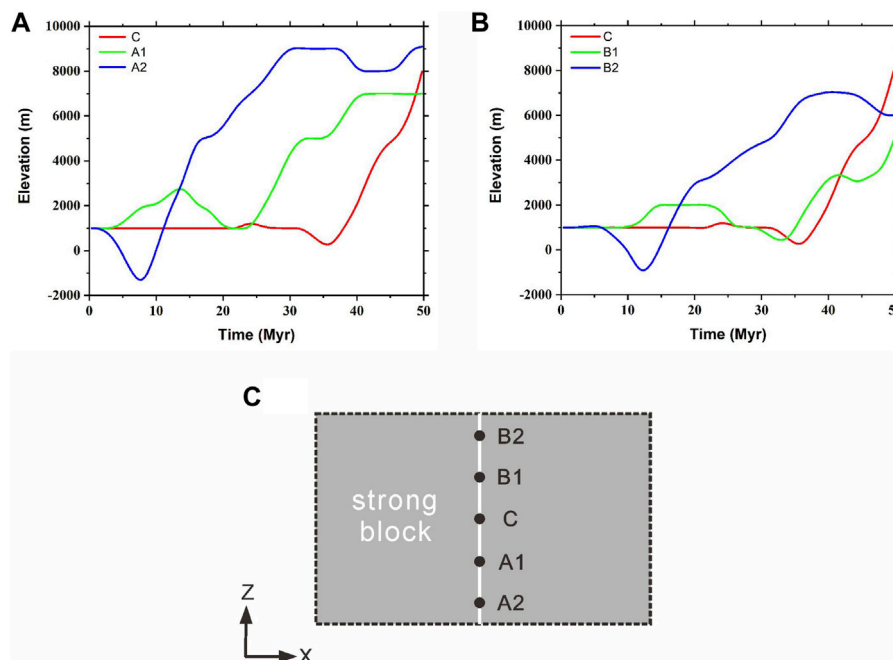 A
C
A1
A2
Elevation (m)
10000
8000
6000
4000
2000
0
-2000
0 10 20 30 40 50
Time (Myr)
B
C
B1
B2
Elevation (m)
10000
8000
6000
4000
2000
0
-2000
0 10 20 30 40
Time (Myr)
C
strong
block
B2
B1
C
A1
A2
Z
X